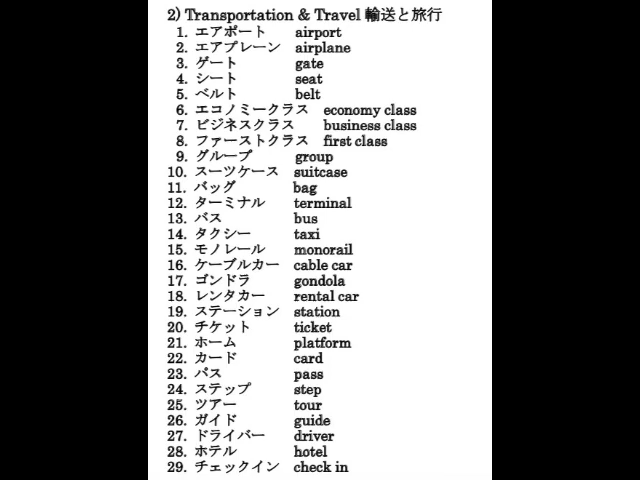 2) Transportation & Travel 輸送と旅行
1. エアポート airport
2. エアプレーン airplane
3. ゲート gate
4. シート seat
5. ベルト belt
6. エコノミークラス economy class
7. ビジネスクラス business class
8. ファーストクラス first class
9. グループ group
10. スーツケース suitcase
11. バッグ bag
12. ターミナル terminal
13. バス bus
14. タクシー taxi
15. モノレール monorail
16. ケーブルカー cable car
17. ゴンドラ gondola
18. レンタカー rental car
19. ステーション station
20. チケット ticket
21. ホーム platform
22. カード card
23. パス pass
24. ステップ step
25. ツアー tour
26. ガイド guide
27. ドライバー driver
28. ホテル hotel
29. チェックイン check in